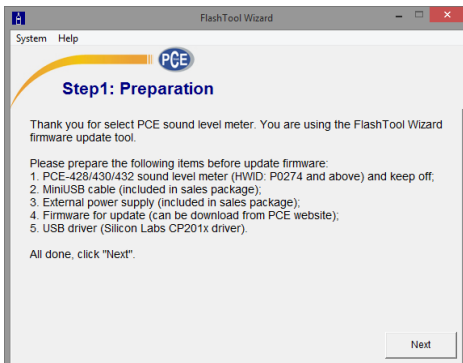 FlashTool Wizard
System Help
PCE
Step1: Preparation
Thank you for select PCE sound level meter. You are using the FlashTool Wizard
firmware update tool.
Please prepare the following items before update firmware:
1. PCE-428/430/432 sound level meter (HWID: P0274 and above) and keep off;
2. MiniUSB cable (included in sales package);
3. External power supply (included in sales package);
4. Firmware for update (can be download from PCE website);
5. USB driver (Silicon Labs CP201x driver).
All done, click "Next".
Next